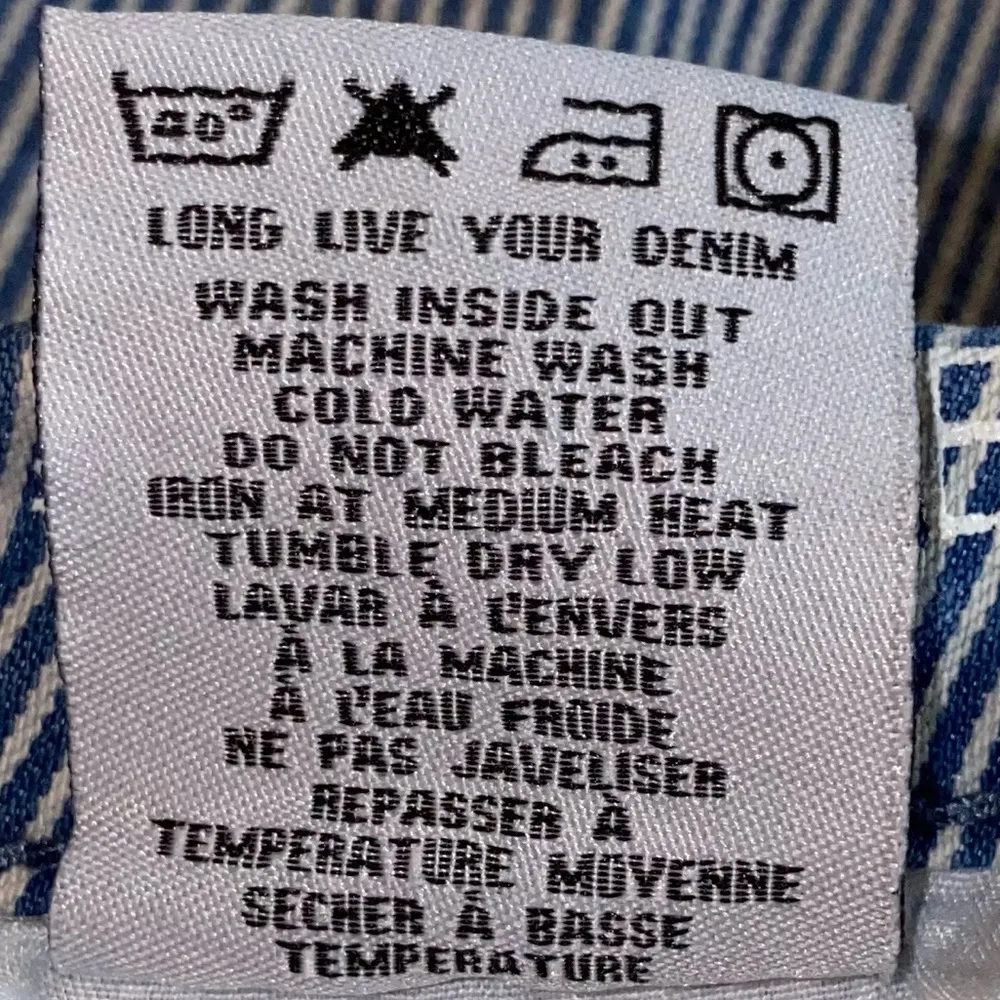 40°
LONG LIVE YOUR DENIM
WASH INSIDE OUT
MACHINE WASH
COLD WATER
DO NOT BLEACH
IRON AT MEDIUM HEAT
TUMBLE DRY LOW
LAVAR À L'ENVERS
À LA MACHINE
À L'EAU FROIDE
NE PAS JAVELISER
REPASSER À
TEMPERATURE MOYENNE
SECHER À BASSE
TEMPERATURE